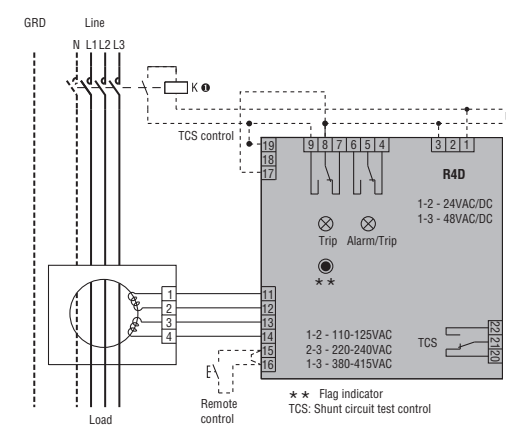 GRD Line
N L1 L2 L3
K ❶
TCS control
19 9 8 7 6 5 4 3 2 1
18
17
R4D
1-2 - 24VAC/DC
1-3 - 48VAC/DC
Trip Alarm/Trip
**
1 11
2 12
3 13
4 14
15
16
1-2 - 110-125VAC
2-3 - 220-240VAC
1-3 - 380-415VAC
TCS
22
21
20
E
Remote
control
Load
** Flag indicator
TCS: Shunt circuit test control